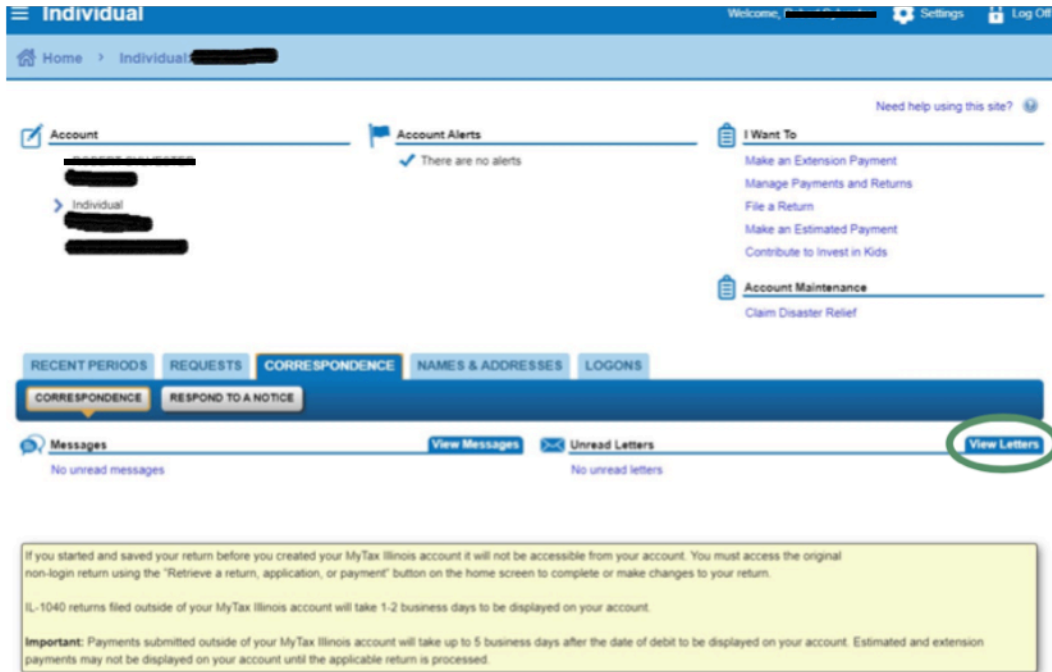 Individual
Welcome,
Settings
Log Off
Home > Individual:
Need help using this site?
Account
Individual
Account Alerts
There are no alerts
I Want To
Make an Extension Payment
Manage Payments and Returns
File a Return
Make an Estimated Payment
Contribute to Invest in Kids
Account Maintenance
Claim Disaster Relief
RECENT PERIODS
REQUESTS
CORRESPONDENCE
NAMES & ADDRESSES
LOGONS
CORRESPONDENCE
RESPOND TO A NOTICE
Messages
View Messages
No unread messages
Unread Letters
View Letters
No unread letters
If you started and saved your return before you created your MyTax Illinois account it will not be accessible from your account. You must access the original
non-login return using the "Retrieve a return, application, or payment" button on the home screen to complete or make changes to your return.
IL-1040 returns filed outside of your MyTax Illinois account will take 1-2 business days to be displayed on your account.
Important: Payments submitted outside of your MyTax Illinois account will take up to 5 business days after the date of debit to be displayed on your account. Estimated and extension
payments may not be displayed on your account until the applicable return is processed.